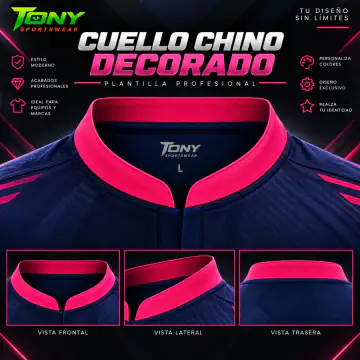 TONY
SPORTSWEAR
TU DISEÑO
SIN LÍMITES
CUELLO CHINO
DECORADO
PLANTILLA PROFESIONAL
ESTILO
MODERNO
ACABADOS
PROFESIONALES
IDEAL PARA
EQUIPOS Y
MARCAS
PERSONALIZA
COLORES
DISEÑO
EXCLUSIVO
REALZA
TU IDENTIDAD
TONY
SPORTSWEAR
L
VISTA FRONTAL
VISTA LATERAL
VISTA TRASERA